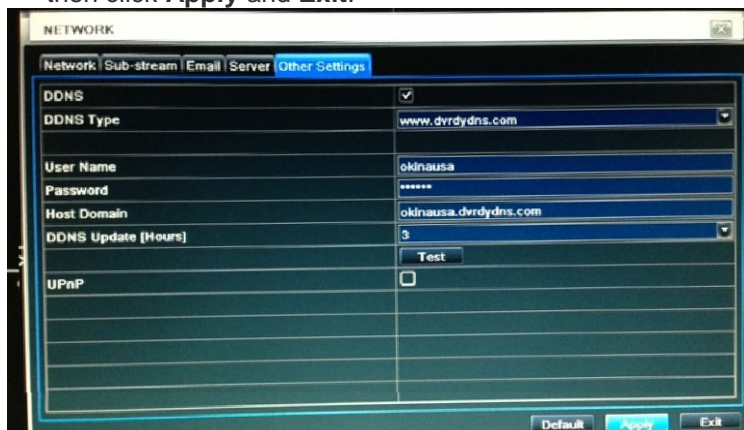 then click Apply and Exit.
NETWORK
Network Sub-stream Email Server Other Settings
DDNS
DDNS Type www.dvrdydns.com
User Name okinausa
Password ••••••
Host Domain okinausa.dvrdydns.com
DDNS Update [Hours] 3
Test
UPnP
Default Apply Exit